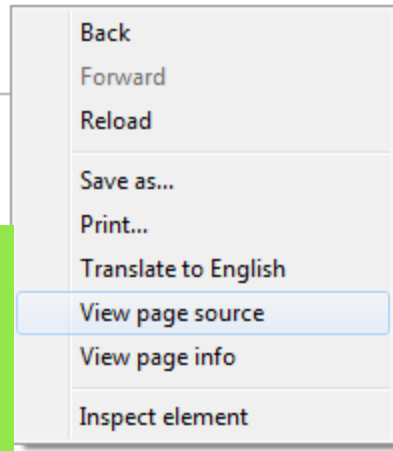 Back
Forward
Reload
Save as...
Print...
Translate to English
View page source
View page info
Inspect element